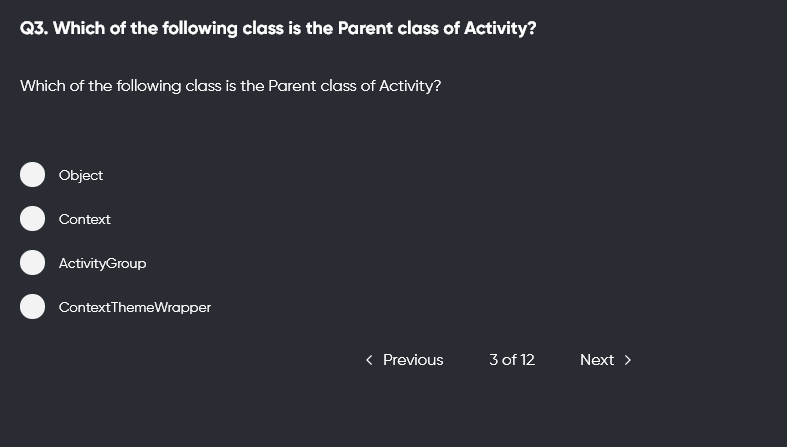 Q3. Which of the following class is the Parent class of Activity?
Which of the following class is the Parent class of Activity?
Object
Context
ActivityGroup
ContextThemeWrapper
< Previous 3 of 12 Next >